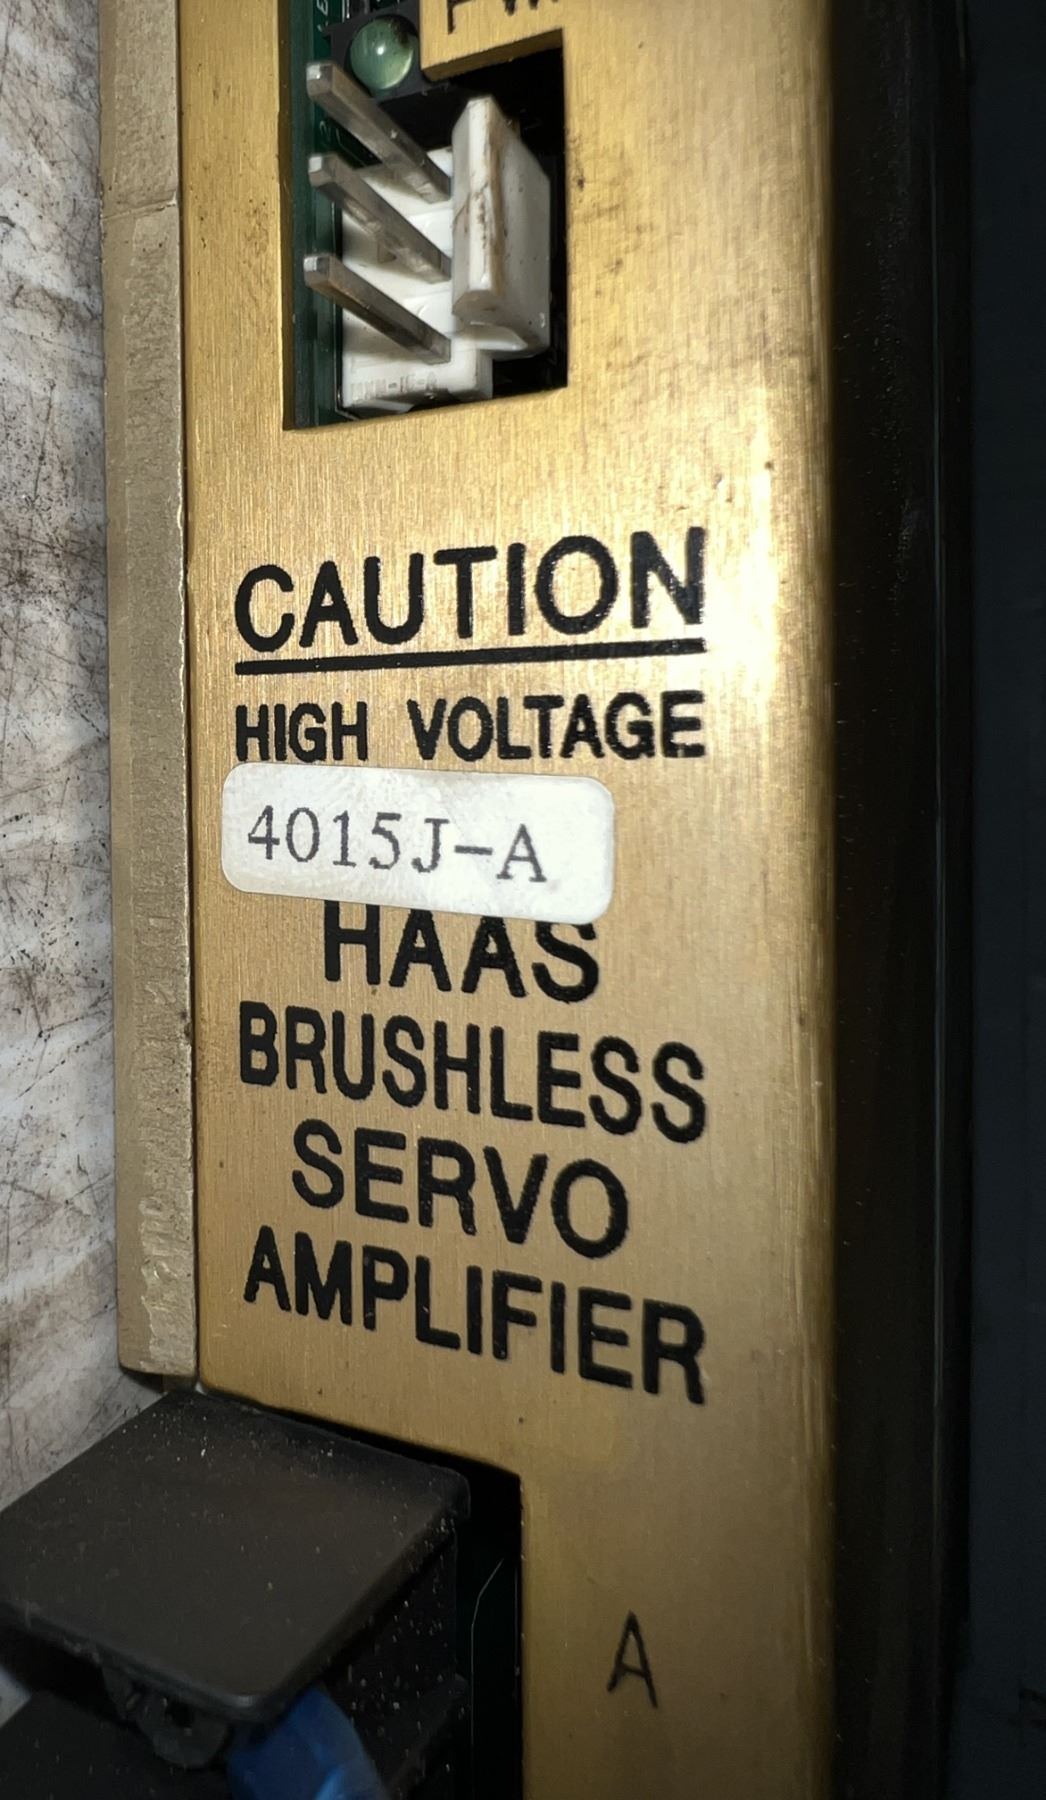 CAUTION
HIGH VOLTAGE
4015J-A
HAAS
BRUSHLESS
SERVO
AMPLIFIER
A